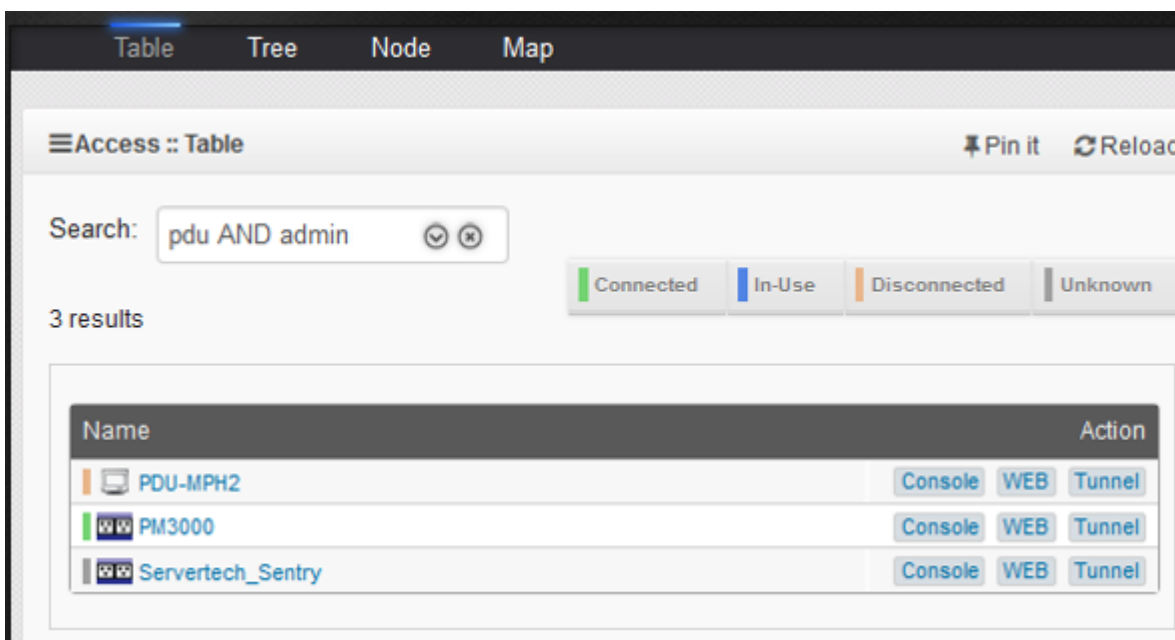 Table Tree Node Map
Access :: Table Pin it Reload
Search: pdu AND admin
Connected In-Use Disconnected Unknown
3 results
Name Action
PDU-MPH2 Console WEB Tunnel
PM3000 Console WEB Tunnel
Servertech_Sentry Console WEB Tunnel